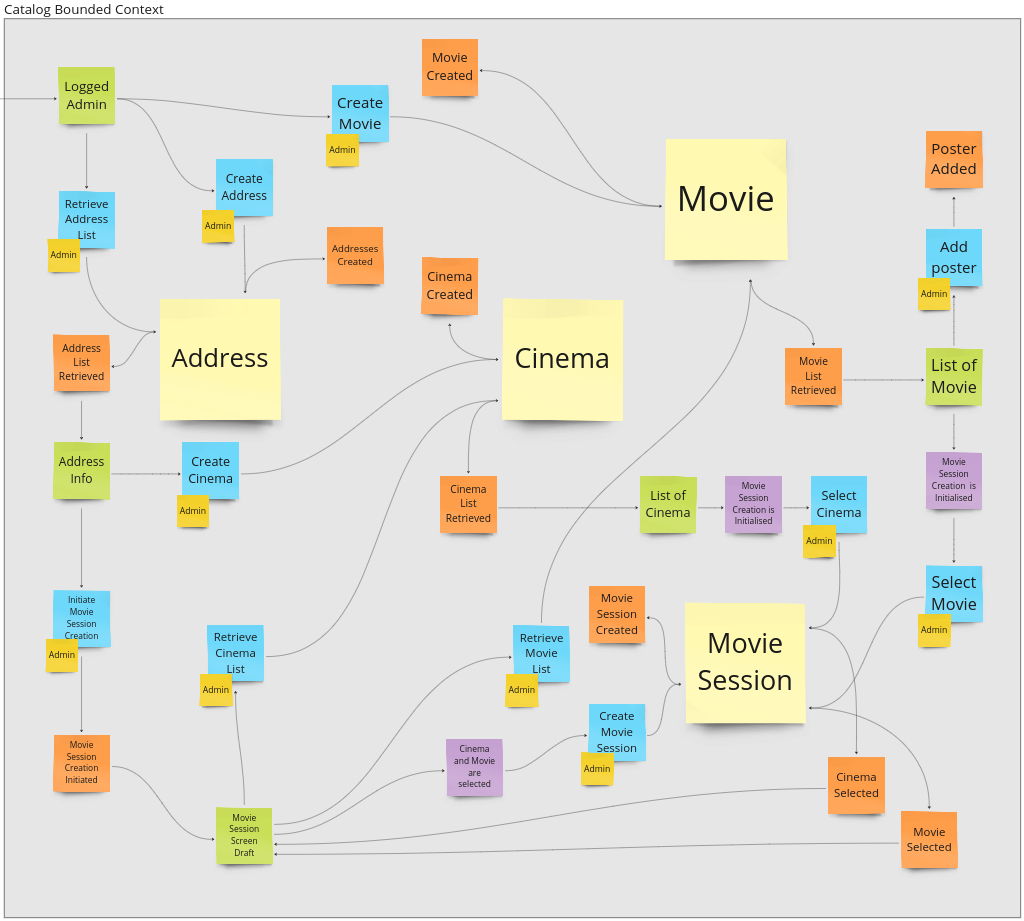 Catalog Bounded Context
Movie
Created
Logged
Admin
Create
Movie
Admin
Poster
Added
Create
Address
Admin
Movie
Retrieve
Address
List
Admin
Addresses
Created
Cinema
Created
Add
poster
Admin
Address
Cinema
Address
List
Retrieved
Movie
List
Retrieved
List of
Movie
Address
Info
Create
Cinema
Admin
Cinema
List
Retrieved
List of
Cinema
Movie
Session
Creation is
Initialised
Select
Cinema
Admin
Movie
Session
Creation is
Initialised
Initiate
Movie
Session
Creation
Admin
Retrieve
Cinema
List
Admin
Retrieve
Movie
List
Admin
Movie
Session
Created
Movie
Session
Select
Movie
Admin
Create
Movie
Session
Admin
Movie
Session
Creation
Initiated
Cinema
and Movie
are
selected
Cinema
Selected
Movie
Session
Screen
Draft
Movie
Selected